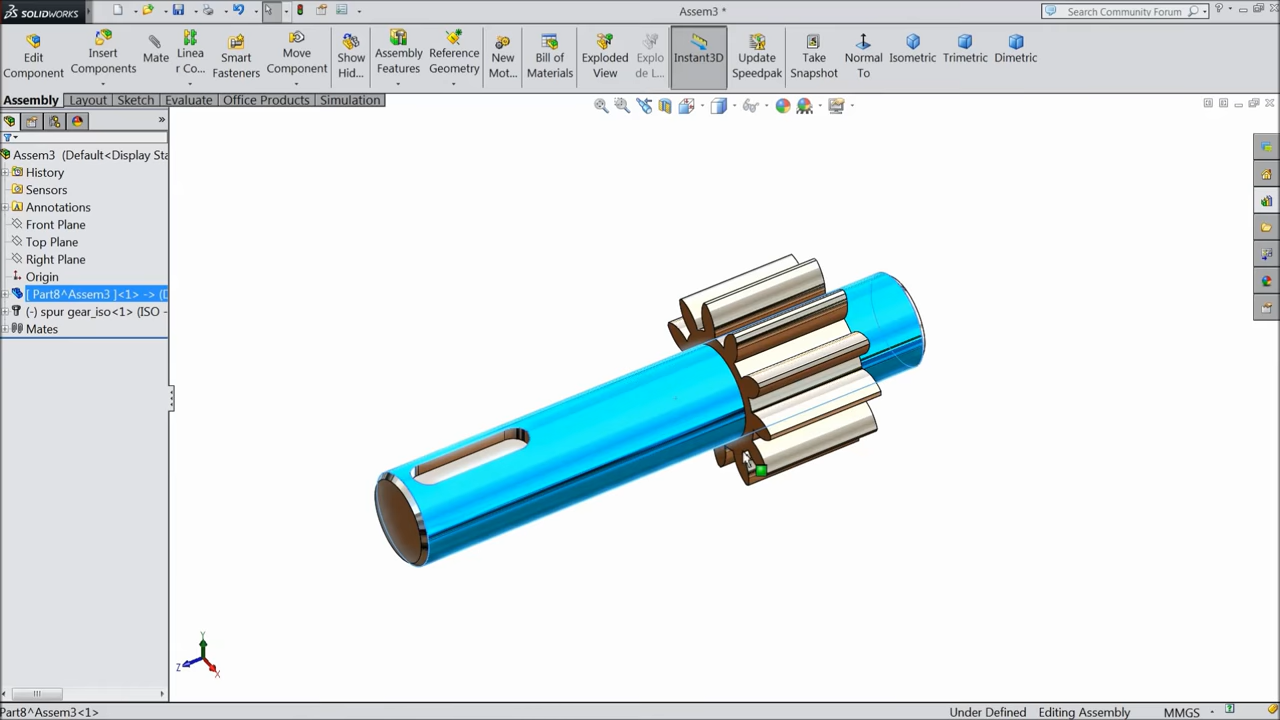 SOLIDWORKS
Assem3 *
Search Community Forum
Edit Component
Insert Components
Mate
Linea r Co...
Smart Fasteners
Move Component
Show Hid...
Assembly Features
Reference Geometry
New Mot...
Bill of Materials
Exploded View
Explo de L...
Instant3D
Update Speedpak
Take Snapshot
Normal To
Isometric
Trimetric
Dimetric
Assembly
Layout
Sketch
Evaluate
Office Products
Simulation
Assem3 (Default<Display Sta
History
Sensors
Annotations
Front Plane
Top Plane
Right Plane
Origin
[ Part8^Assem3 ]<1> -> (D
(-) spur gear_iso<1> (ISO -
Mates
Y
Z
X
Part8^Assem3<1>
Under Defined
Editing Assembly
MMGS